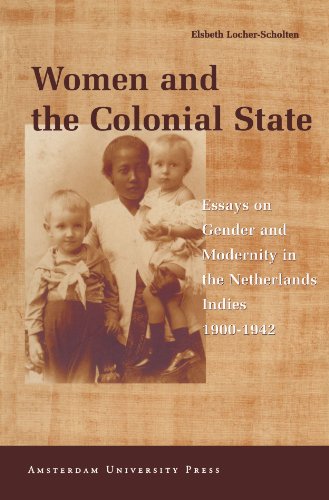 Elsbeth Locher-Scholten
Women and
the Colonial State
Essays on
Gender and
Modernity in
the Netherlands
Indies
1900-1942
Amsterdam University Press